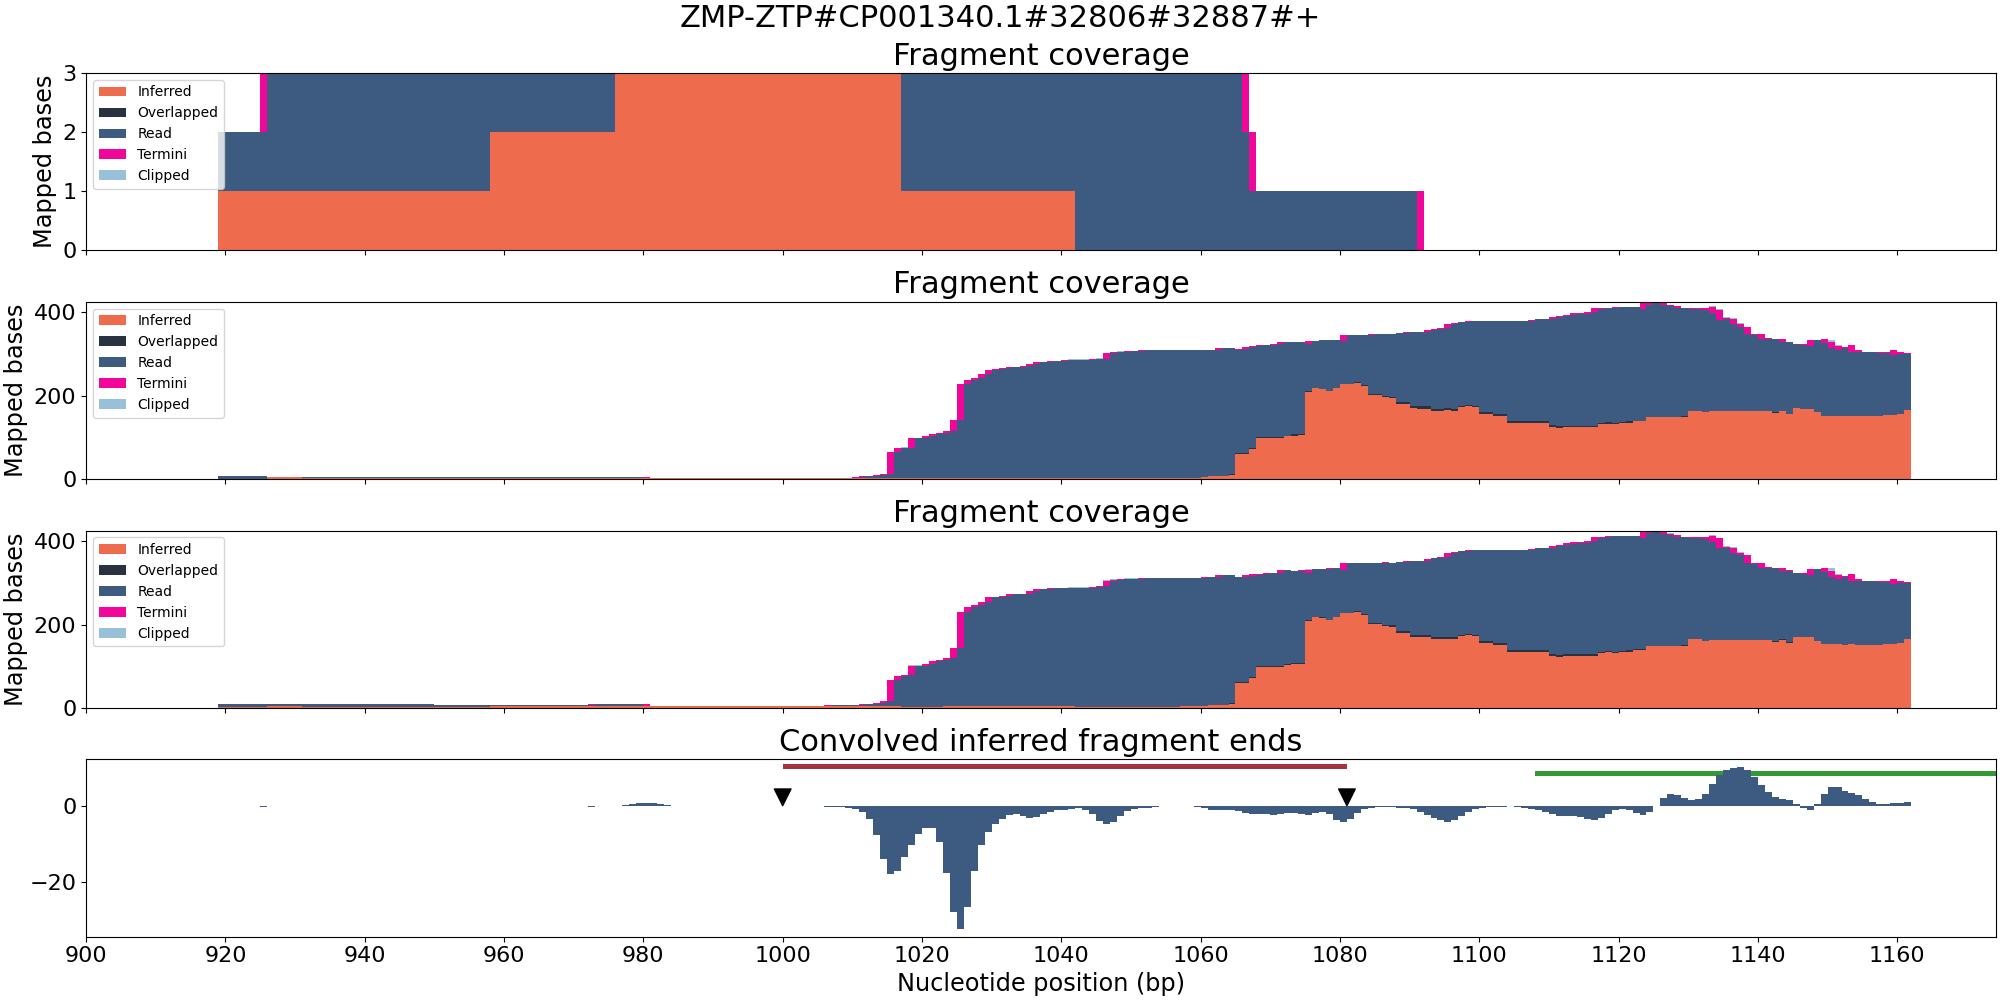 ZMP-ZTP#CP001340.1#32806#32887#+
Fragment coverage
Mapped bases
3
2
1
0
Inferred
Overlapped
Read
Termini
Clipped
Fragment coverage
Mapped bases
400
200
0
Inferred
Overlapped
Read
Termini
Clipped
Fragment coverage
Mapped bases
400
200
0
Inferred
Overlapped
Read
Termini
Clipped
Convolved inferred fragment ends
0
−20
900 920 940 960 980 1000 1020 1040 1060 1080 1100 1120 1140 1160
Nucleotide position (bp)